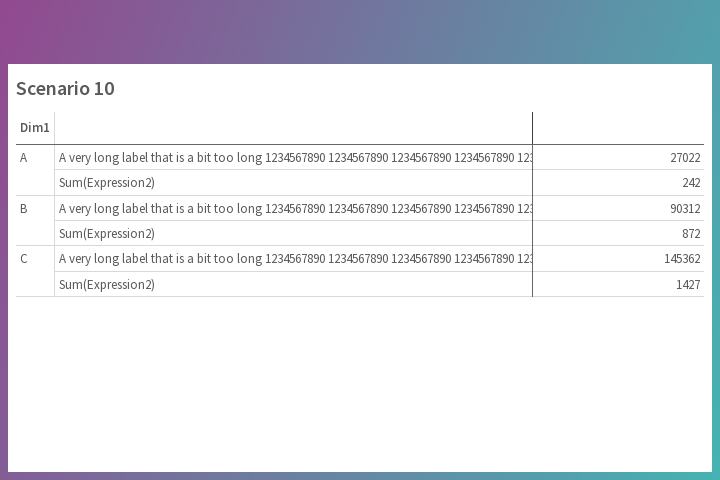 Scenario 10
Dim1
A A very long label that is a bit too long 1234567890 1234567890 1234567890 1234567890 123 27022
Sum(Expression2) 242
B A very long label that is a bit too long 1234567890 1234567890 1234567890 1234567890 123 90312
Sum(Expression2) 872
C A very long label that is a bit too long 1234567890 1234567890 1234567890 1234567890 123 145362
Sum(Expression2) 1427